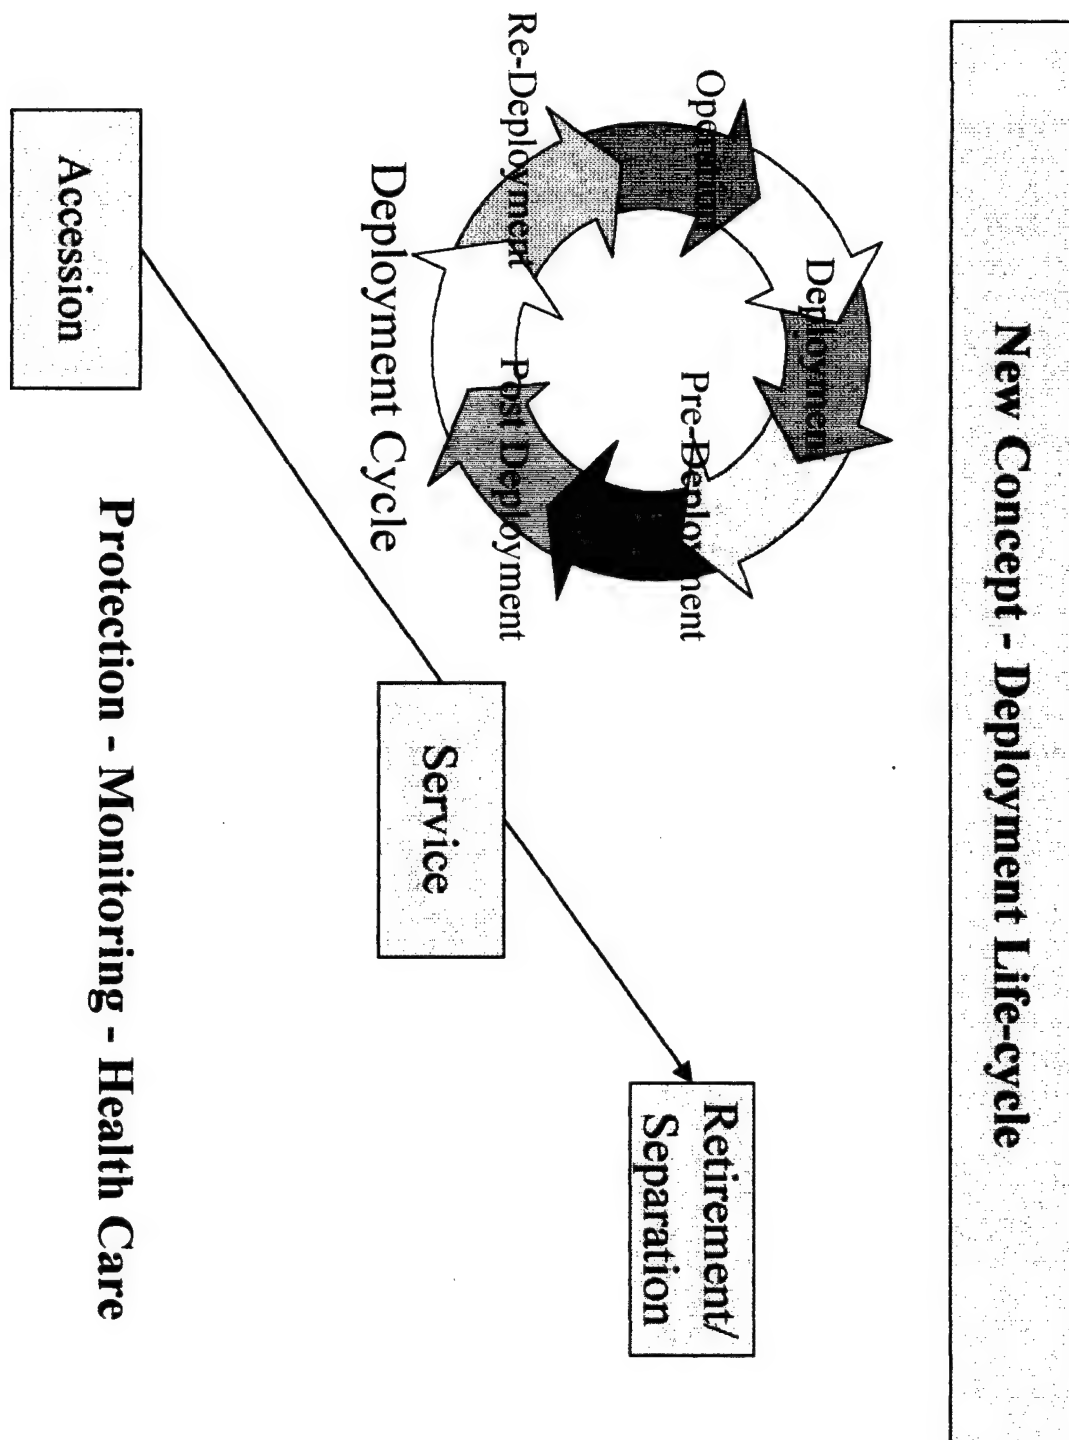 New Concept - Deployment Life-cycle
Deployment
Pre-Deployment
Re-Deployment
Post Deployment
Deployment Cycle
Retirement/
Separation
Service
Accession
Protection - Monitoring - Health Care